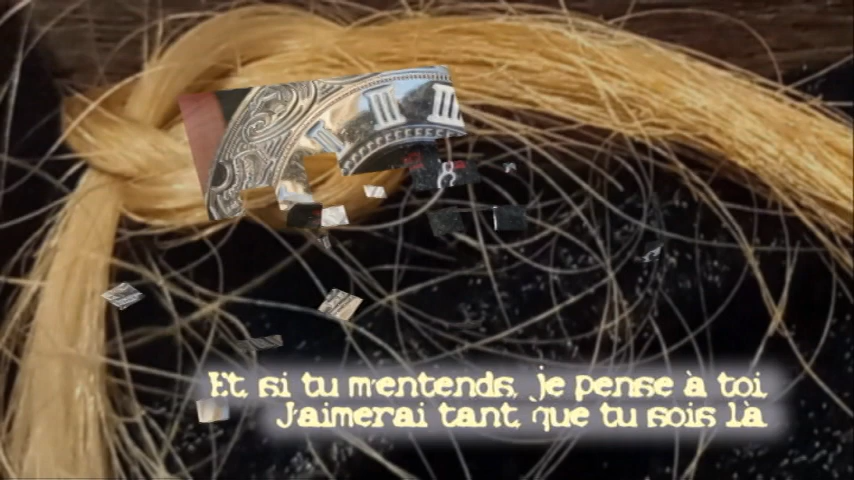 Et si tu m'entends, je pense à toi
J'aimerai tant que tu sois là